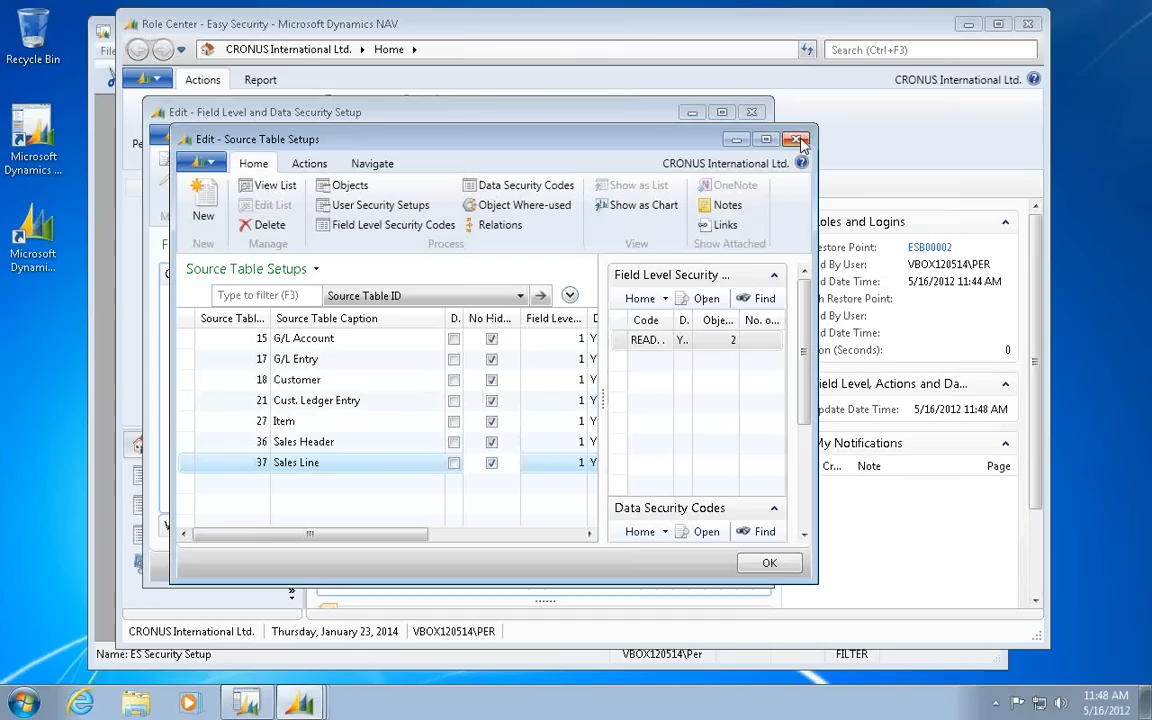 Recycle Bin
Microsoft
Dynamics ...
Microsoft
Dynami...
Role Center - Easy Security - Microsoft Dynamics NAV
File
CRONUS International Ltd.
Home
Search (Ctrl+F3)
Actions
Report
CRONUS International Ltd.
Edit - Field Level and Data Security Setup
Edit - Source Table Setups
Home
Actions
Navigate
CRONUS International Ltd.
New
View List
Edit List
Delete
Objects
User Security Setups
Field Level Security Codes
Data Security Codes
Object Where-used
Relations
Show as List
Show as Chart
OneNote
Notes
Links
New
Manage
Process
View
Show Attached
Source Table Setups
Type to filter (F3)
Source Table ID
Source Tabl...
Source Table Caption
D.
No Hid...
Field Leve...
15 G/L Account 1 Y
17 G/L Entry 1 Y
18 Customer 1 Y
21 Cust. Ledger Entry 1 Y
27 Item 1 Y
36 Sales Header 1 Y
37 Sales Line 1 Y
Field Level Security ...
Home
Open
Find
Code
D.
Obje...
No. o...
READ. .
Y..
2
Data Security Codes
Home
Open
Find
OK
oles and Logins
estore Point: ESB00002
d By User: VBOX120514\PER
d Date Time: 5/16/2012 11:44 AM
h Restore Point:
d By User:
d Date Time:
on (Seconds): 0
ield Level, Actions and Da...
pdate Date Time: 5/16/2012 11:48 AM
My Notifications
Cr...
Note
Page
CRONUS International Ltd.
Thursday, January 23, 2014
VBOX120514\PER
Name: ES Security Setup
VBOX120514\Per
FILTER
11:48 AM
5/16/2012